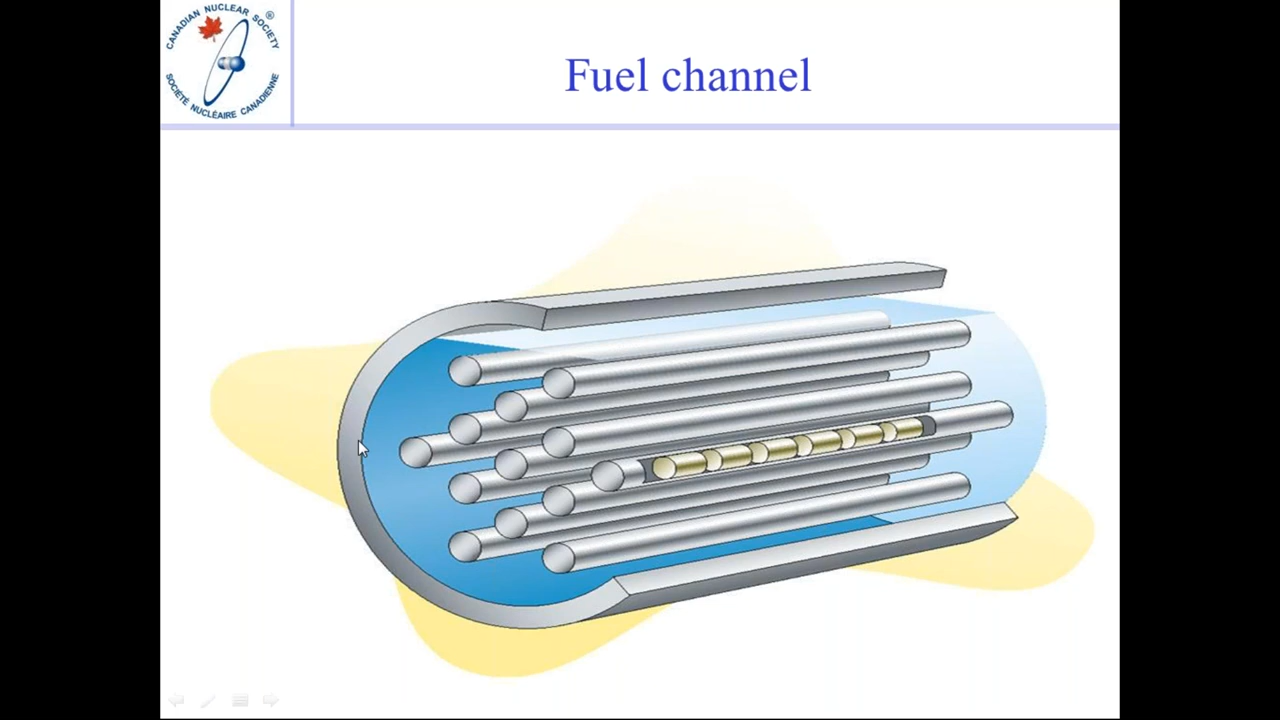 CANADIAN NUCLEAR SOCIETY ®
SOCIÉTÉ NUCLÉAIRE CANADIENNE
Fuel channel